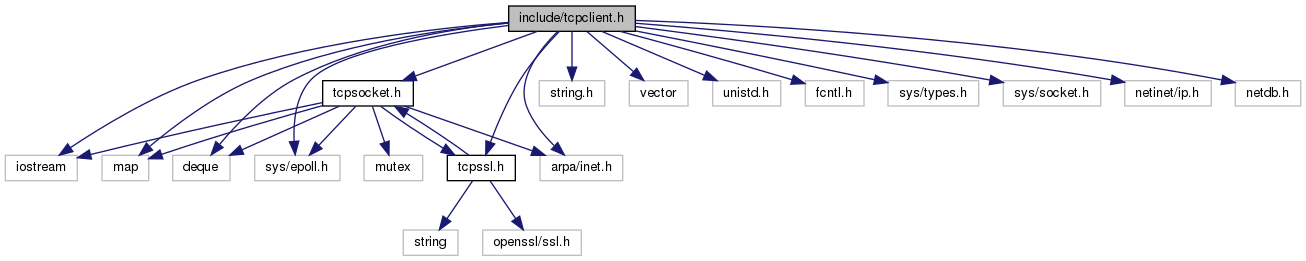 include/tcpclient.h
tcpsocket.h
string.h
vector
unistd.h
fcntl.h
sys/types.h
sys/socket.h
netinet/ip.h
netdb.h
iostream
map
deque
sys/epoll.h
mutex
tcpssl.h
arpa/inet.h
string
openssl/ssl.h